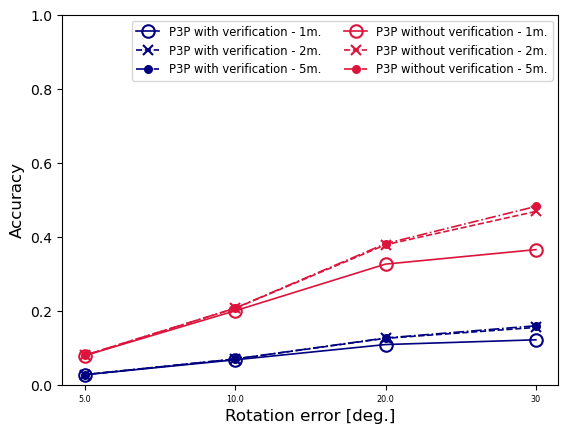 1.0
0.8
0.6
0.4
0.2
0.0
Accuracy
P3P with verification - 1m.
P3P with verification - 2m.
P3P with verification - 5m.
P3P without verification - 1m.
P3P without verification - 2m.
P3P without verification - 5m.
5.0 10.0 20.0 30
Rotation error [deg.]